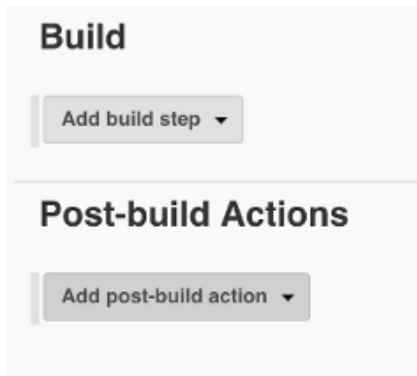 Build
Add build step
Post-build Actions
Add post-build action